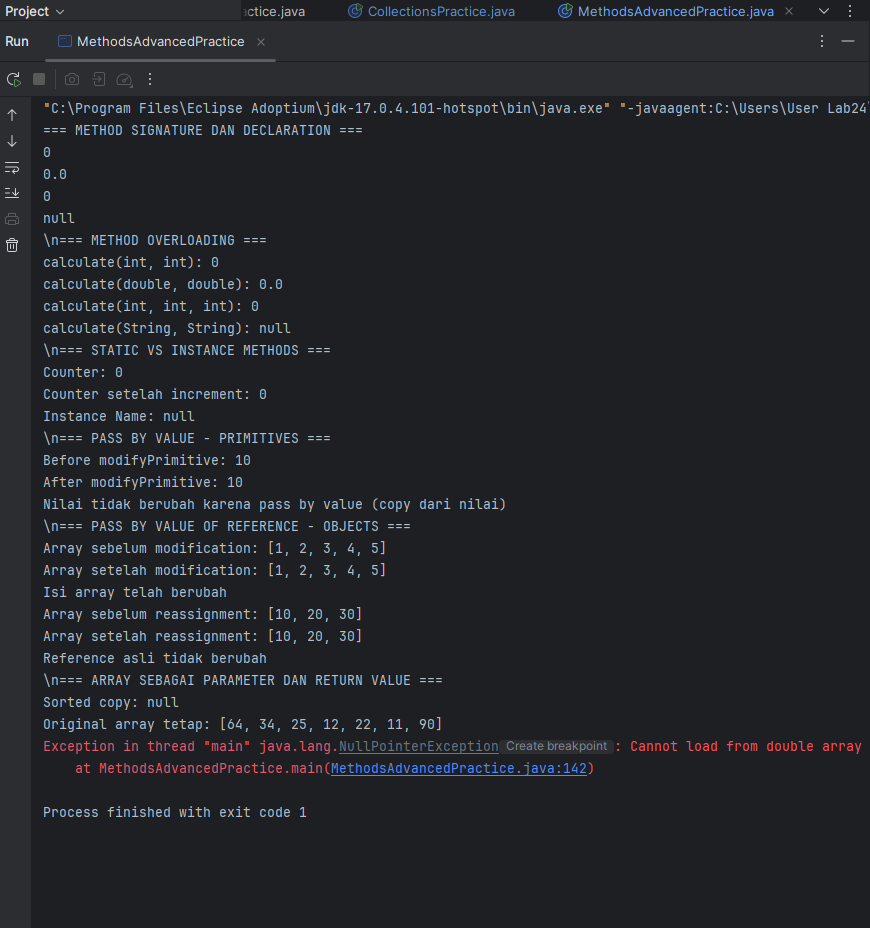 Project
ctice.java
CollectionsPractice.java
MethodsAdvancedPractice.java
Run
MethodsAdvancedPractice
"C:\Program Files\Eclipse Adoptium\jdk-17.0.4.101-hotspot\bin\java.exe" "-javaagent:C:\Users\User Lab24
=== METHOD SIGNATURE DAN DECLARATION ===
0
0.0
0
null
\n=== METHOD OVERLOADING ===
calculate(int, int): 0
calculate(double, double): 0.0
calculate(int, int, int): 0
calculate(String, String): null
\n=== STATIC VS INSTANCE METHODS ===
Counter: 0
Counter setelah increment: 0
Instance Name: null
\n=== PASS BY VALUE - PRIMITIVES ===
Before modifyPrimitive: 10
After modifyPrimitive: 10
Nilai tidak berubah karena pass by value (copy dari nilai)
\n=== PASS BY VALUE OF REFERENCE - OBJECTS ===
Array sebelum modification: [1, 2, 3, 4, 5]
Array setelah modification: [1, 2, 3, 4, 5]
Isi array telah berubah
Array sebelum reassignment: [10, 20, 30]
Array setelah reassignment: [10, 20, 30]
Reference asli tidak berubah
\n=== ARRAY SEBAGAI PARAMETER DAN RETURN VALUE ===
Sorted copy: null
Original array tetap: [64, 34, 25, 12, 22, 11, 90]
Exception in thread "main" java.lang.NullPointerException Create breakpoint : Cannot load from double array
at MethodsAdvancedPractice.main(MethodsAdvancedPractice.java:142)
Process finished with exit code 1